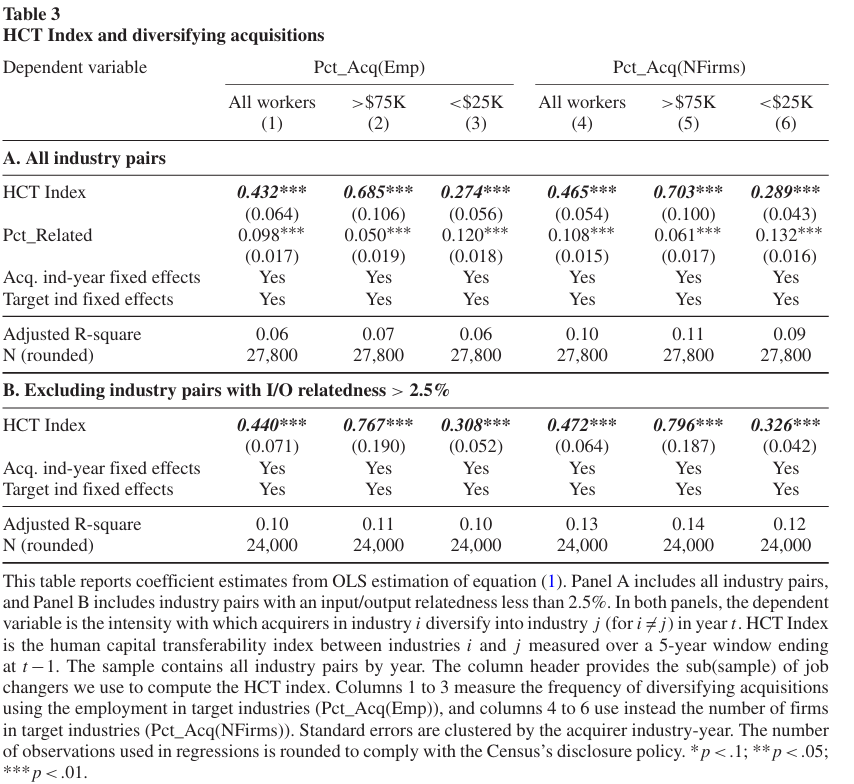 Table 3
HCT Index and diversifying acquisitions
Dependent variable Pct_Acq(Emp) Pct_Acq(NFirms)
All workers >$75K <$25K All workers >$75K <$25K
(1) (2) (3) (4) (5) (6)
A. All industry pairs
HCT Index 0.432*** 0.685*** 0.274*** 0.465*** 0.703*** 0.289***
(0.064) (0.106) (0.056) (0.054) (0.100) (0.043)
Pct_Related 0.098*** 0.050*** 0.120*** 0.108*** 0.061*** 0.132***
(0.017) (0.019) (0.018) (0.015) (0.017) (0.016)
Acq. ind-year fixed effects Yes Yes Yes Yes Yes Yes
Target ind fixed effects Yes Yes Yes Yes Yes Yes
Adjusted R-square 0.06 0.07 0.06 0.10 0.11 0.09
N (rounded) 27,800 27,800 27,800 27,800 27,800 27,800
B. Excluding industry pairs with I/O relatedness > 2.5%
HCT Index 0.440*** 0.767*** 0.308*** 0.472*** 0.796*** 0.326***
(0.071) (0.190) (0.052) (0.064) (0.187) (0.042)
Acq. ind-year fixed effects Yes Yes Yes Yes Yes Yes
Target ind fixed effects Yes Yes Yes Yes Yes Yes
Adjusted R-square 0.10 0.11 0.10 0.13 0.14 0.12
N (rounded) 24,000 24,000 24,000 24,000 24,000 24,000
This table reports coefficient estimates from OLS estimation of equation (1). Panel A includes all industry pairs,
and Panel B includes industry pairs with an input/output relatedness less than 2.5%. In both panels, the dependent
variable is the intensity with which acquirers in industry i diversify into industry j (for i≠j) in year t. HCT Index
is the human capital transferability index between industries i and j measured over a 5-year window ending
at t−1. The sample contains all industry pairs by year. The column header provides the sub(sample) of job
changers we use to compute the HCT index. Columns 1 to 3 measure the frequency of diversifying acquisitions
using the employment in target industries (Pct_Acq(Emp)), and columns 4 to 6 use instead the number of firms
in target industries (Pct_Acq(NFirms)). Standard errors are clustered by the acquirer industry-year. The number
of observations used in regressions is rounded to comply with the Census's disclosure policy. *p<.1; **p<.05;
***p<.01.